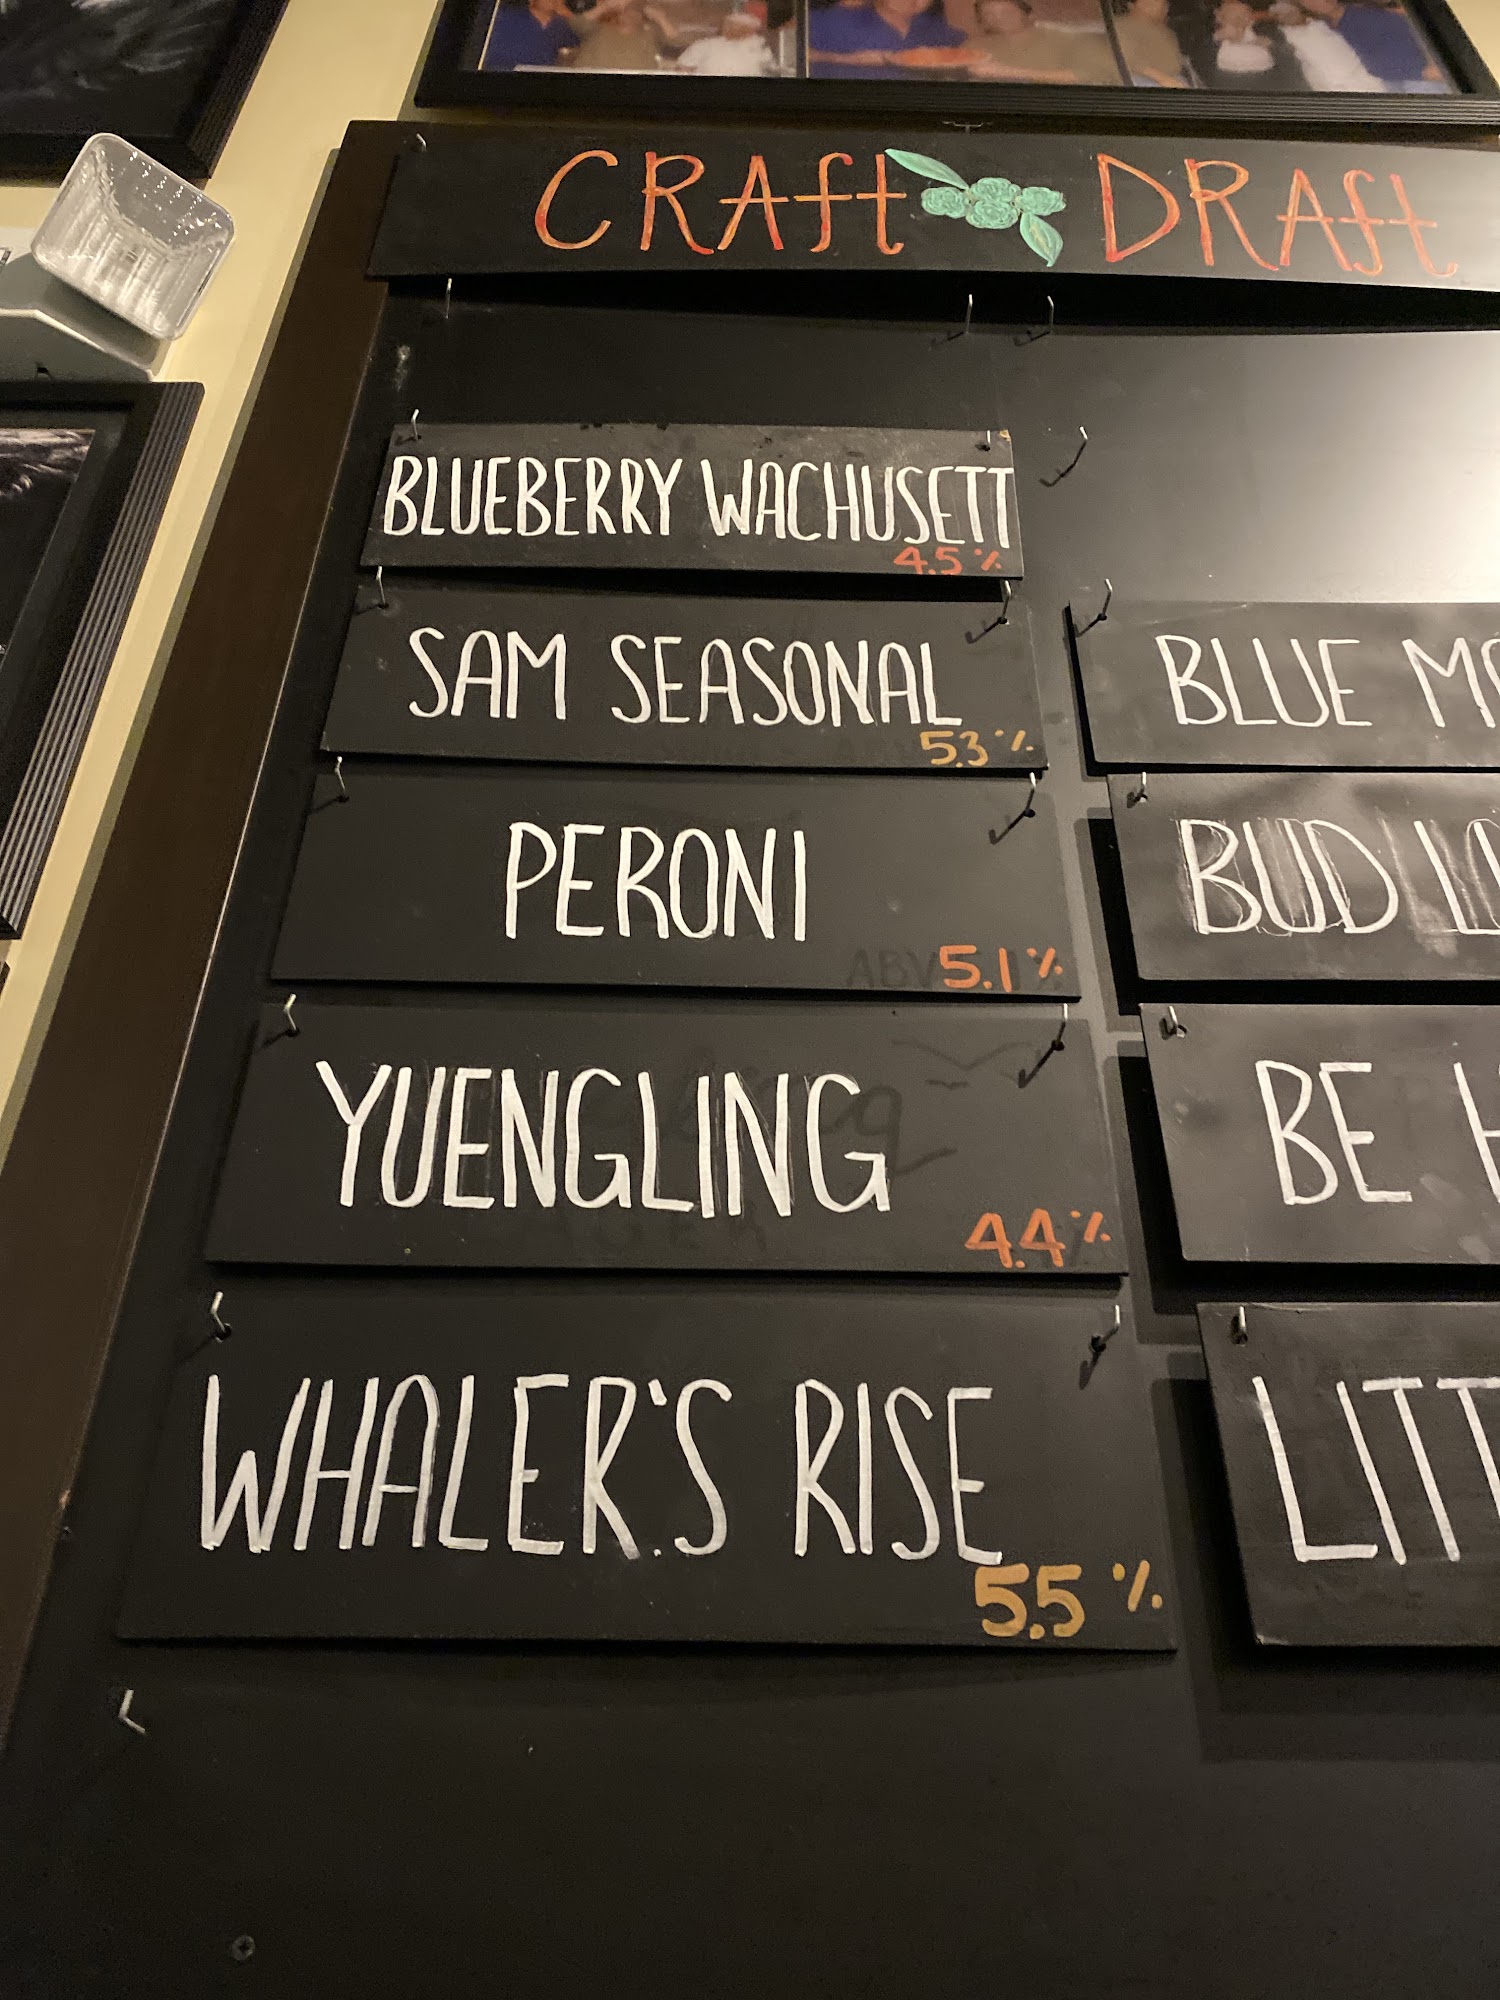 CRAft DRAft
BLUEBERRY WACHUSETT
4.5%
SAM SEASONAL
5.3%
PERONI
ABV 5.1%
YUENGLING
4.4%
WHALER'S RISE
5.5%
BLUE
BUD
BE